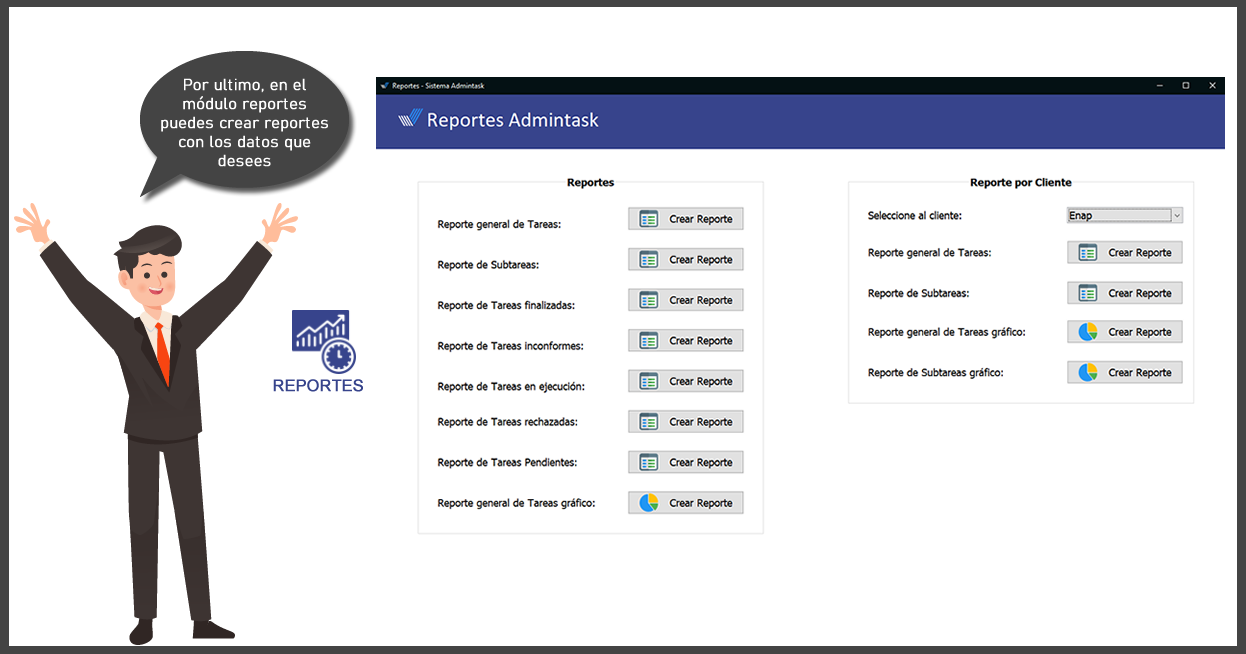 Por ultimo, en el
módulo reportes
puedes crear reportes
con los datos que
desees
REPORTES
Reportes - Sistema Admintask
Reportes Admintask
Reportes
Reporte general de Tareas:
Crear Reporte
Reporte de Subtareas:
Crear Reporte
Reporte de Tareas finalizadas:
Crear Reporte
Reporte de Tareas inconformes:
Crear Reporte
Reporte de Tareas en ejecución:
Crear Reporte
Reporte de Tareas rechazadas:
Crear Reporte
Reporte de Tareas Pendientes:
Crear Reporte
Reporte general de Tareas gráfico:
Crear Reporte
Reporte por Cliente
Seleccione al cliente:
Enap
Reporte general de Tareas:
Crear Reporte
Reporte de Subtareas:
Crear Reporte
Reporte general de Tareas gráfico:
Crear Reporte
Reporte de Subtareas gráfico:
Crear Reporte